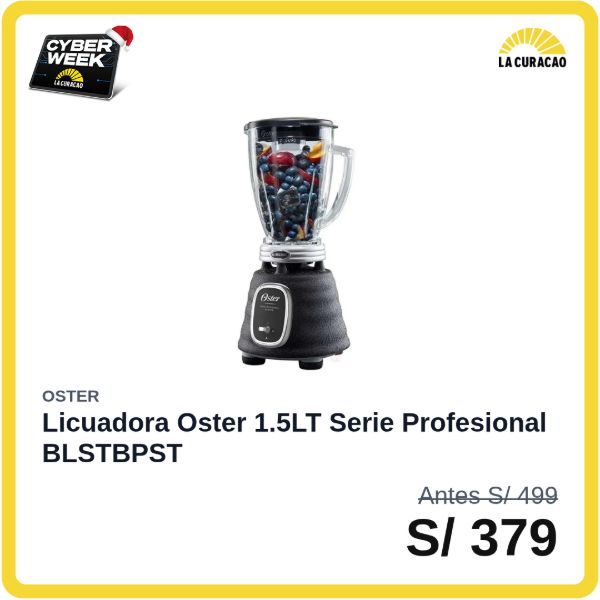 CYBER
WEEK
LA CURACAO
LA CURACAO
Oster
OSTER
Licuadora Oster 1.5LT Serie Profesional
BLSTBPST
Antes S/ 499
S/ 379